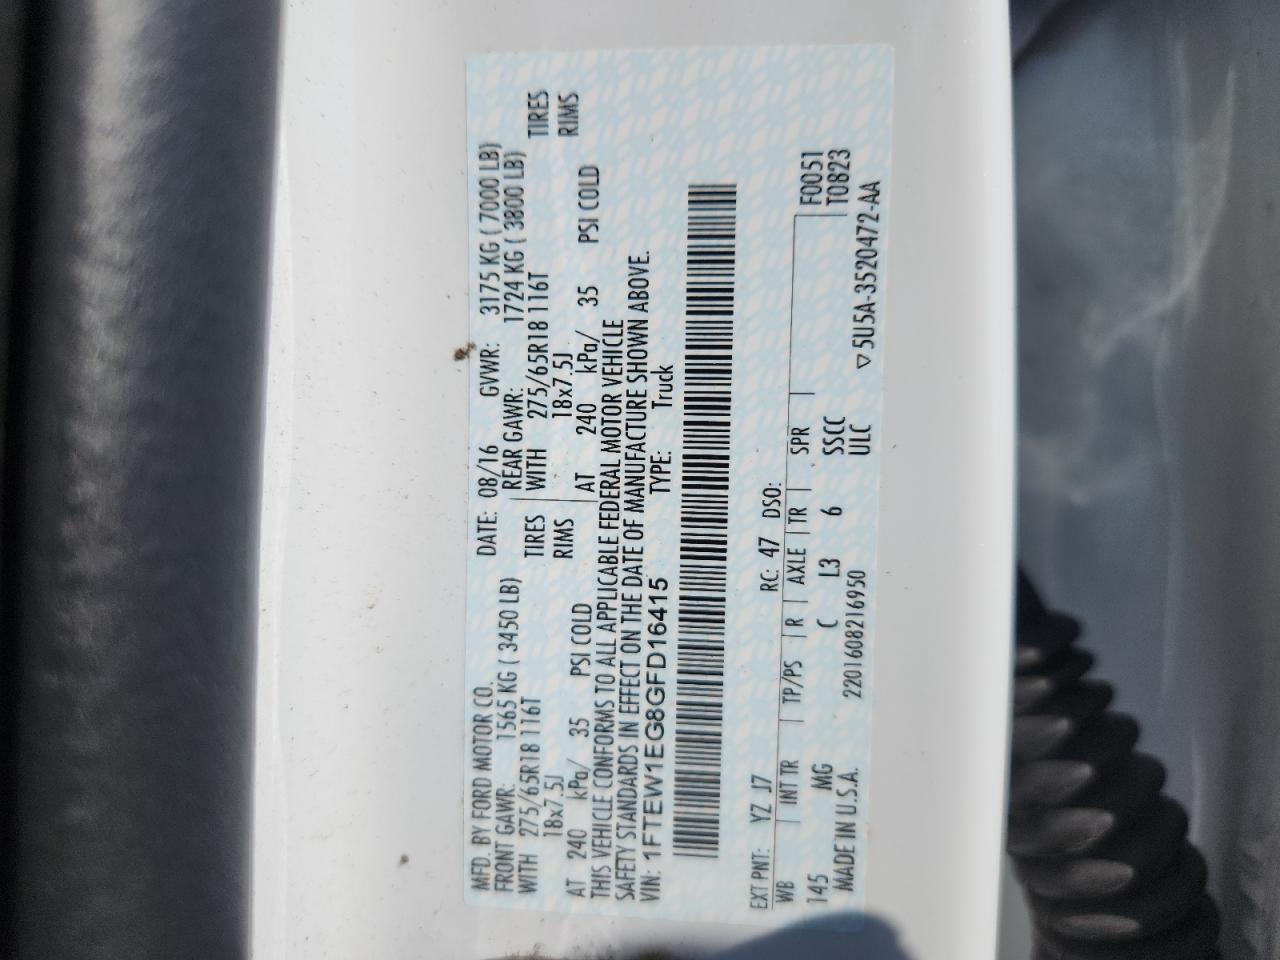 MFD. BY FORD MOTOR CO. DATE: 08/16 GVWR: 3175 KG ( 7000 LB)
FRONT GAWR: 1565 KG ( 3450 LB) REAR GAWR: 1724 KG ( 3800 LB)
WITH 275/65R18 116T TIRES WITH 275/65R18 116T TIRES
18x7.5J RIMS 18x7.5J RIMS
AT 240 kPa/ 35 PSI COLD AT 240 kPa/ 35 PSI COLD
THIS VEHICLE CONFORMS TO ALL APPLICABLE FEDERAL MOTOR VEHICLE
SAFETY STANDARDS IN EFFECT ON THE DATE OF MANUFACTURE SHOWN ABOVE.
VIN: 1FTEW1EG8GFD16415 TYPE: Truck
EXT PNT: YZ J7 RC: 47 DSO:
WB INT TR TP/PS R AXLE TR SPR F0051
145 MG C L3 6 SSCC T0823
MADE IN U.S.A. 2201608216950 ULC ▽5U5A-3520472-AA